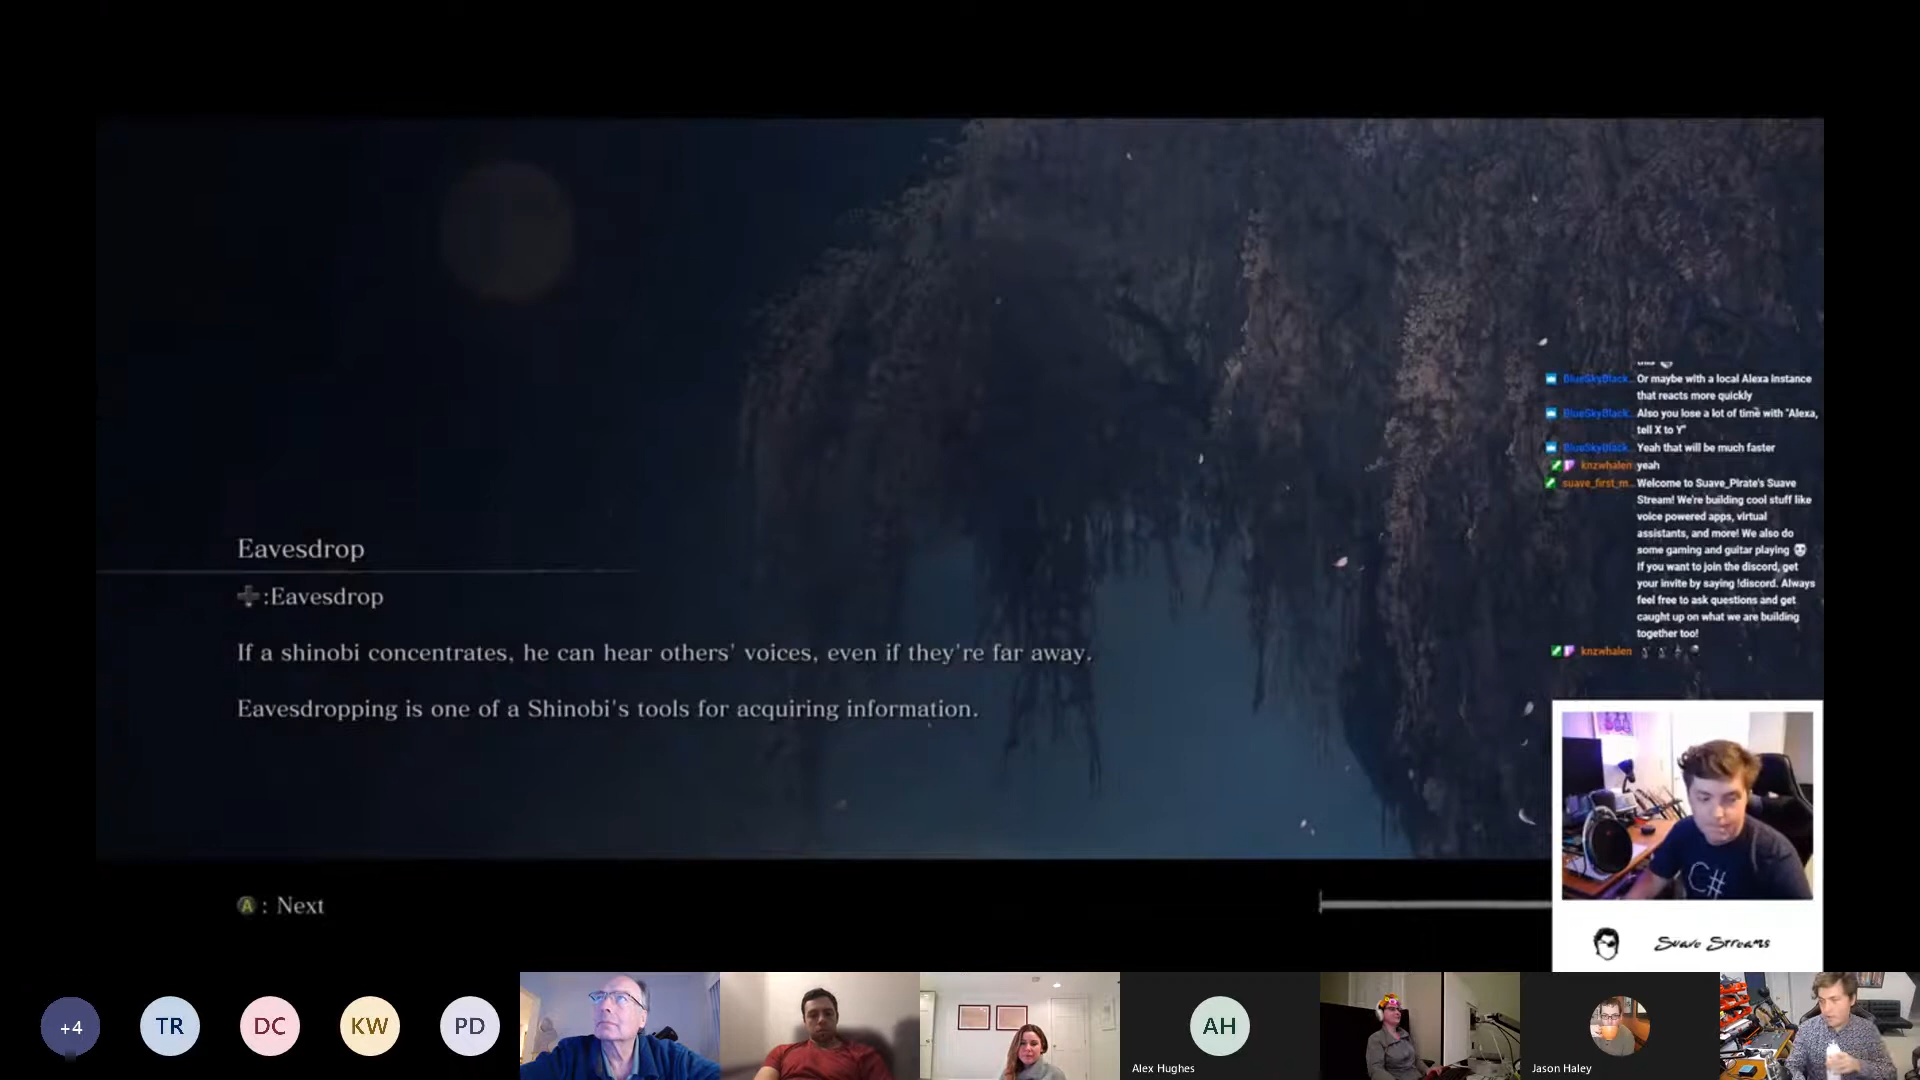 Eavesdrop
:Eavesdrop
If a shinobi concentrates, he can hear others' voices, even if they're far away.
Eavesdropping is one of a Shinobi's tools for acquiring information.
A : Next
BlueSkyBlack... Or maybe with a local Alexa instance
that reacts more quickly
BlueSkyBlack... Also you lose a lot of time with "Alexa,
tell X to Y"
BlueSkyBlack... Yeah that will be much faster
knzwhalen yeah
suave_first_m... Welcome to Suave_Pirate's Suave
Stream! We're building cool stuff like
voice powered apps, virtual
assistants, and more! We also do
some gaming and guitar playing
If you want to join the discord, get
your invite by saying !discord. Always
feel free to ask questions and get
caught up on what we are building
together too!
knzwhalen
C#
Suave Streams
+4
TR
DC
KW
PD
AH
Alex Hughes
Jason Haley